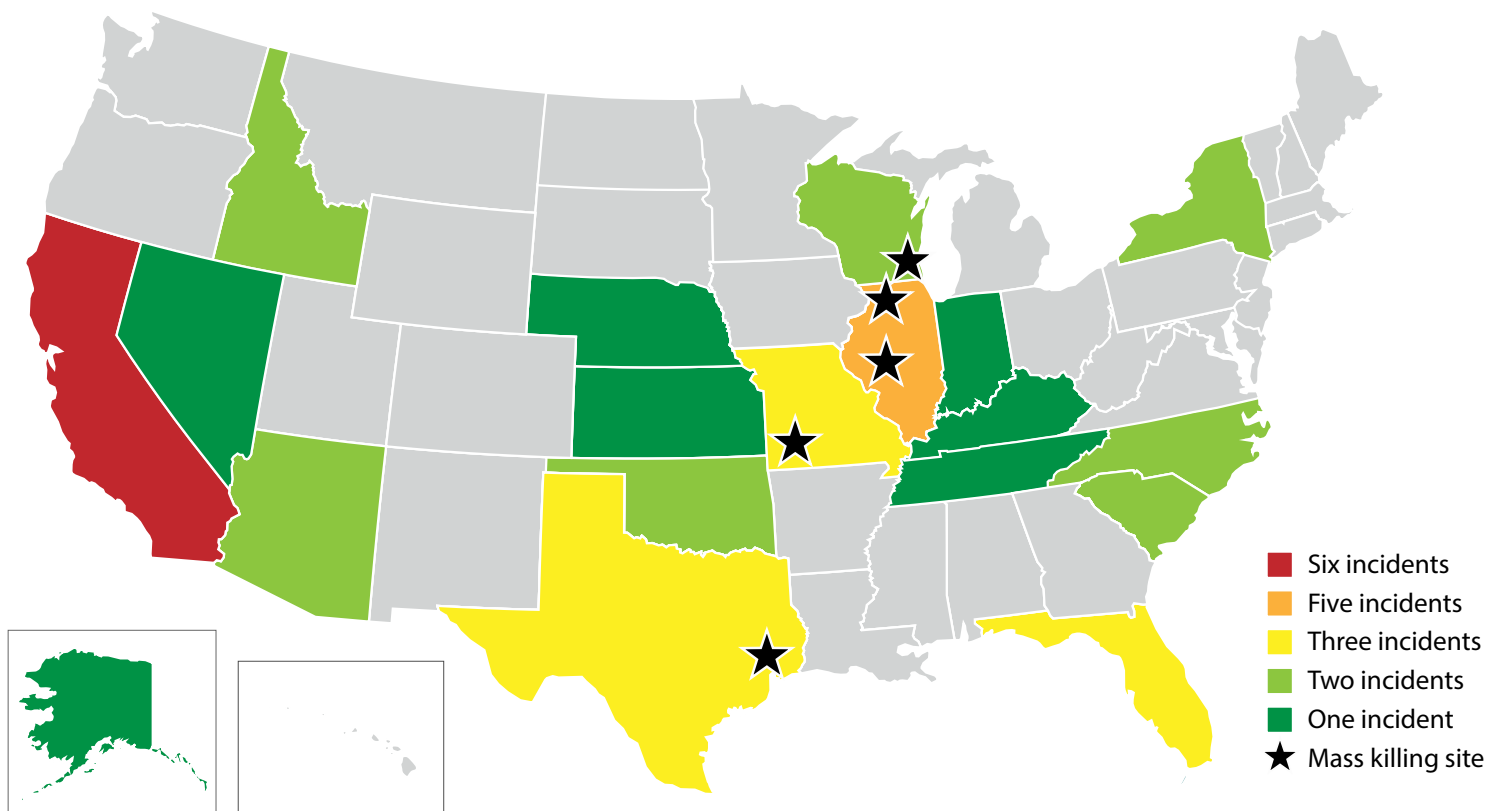 Six incidents
Five incidents
Three incidents
Two incidents
One incident
Mass killing site